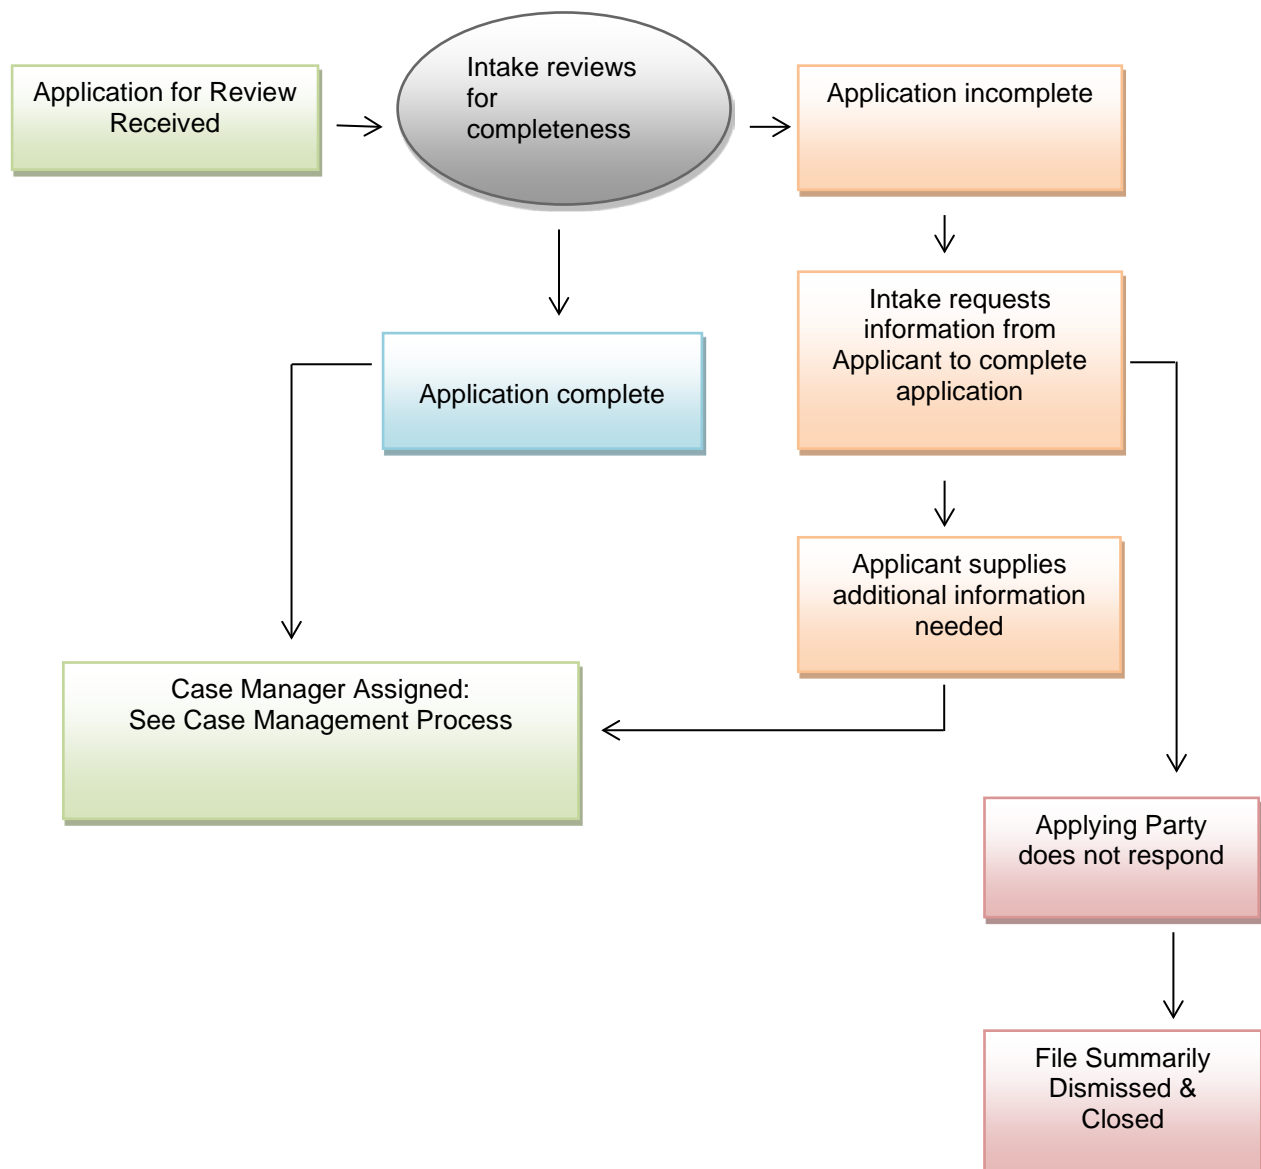 Application for Review
Received
Intake reviews
for
completeness
Application incomplete
Intake requests
information from
Applicant to complete
application
Application complete
Applicant supplies
additional information
needed
Case Manager Assigned:
See Case Management Process
Applying Party
does not respond
File Summarily
Dismissed &
Closed